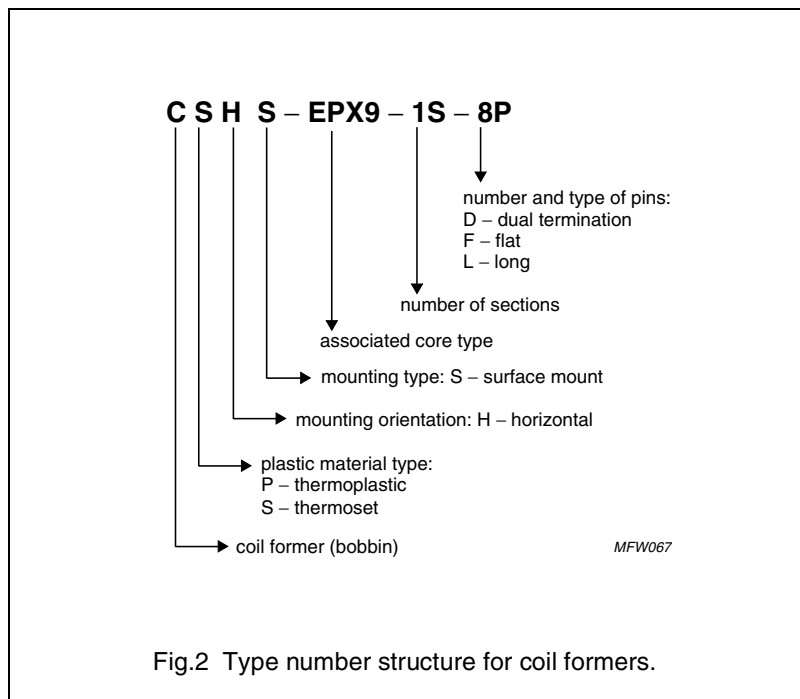 C S H S – EPX9 – 1S – 8P
number and type of pins:
D – dual termination
F – flat
L – long
number of sections
associated core type
mounting type: S – surface mount
mounting orientation: H – horizontal
plastic material type:
P – thermoplastic
S – thermoset
coil former (bobbin)
MFW067
Fig.2 Type number structure for coil formers.